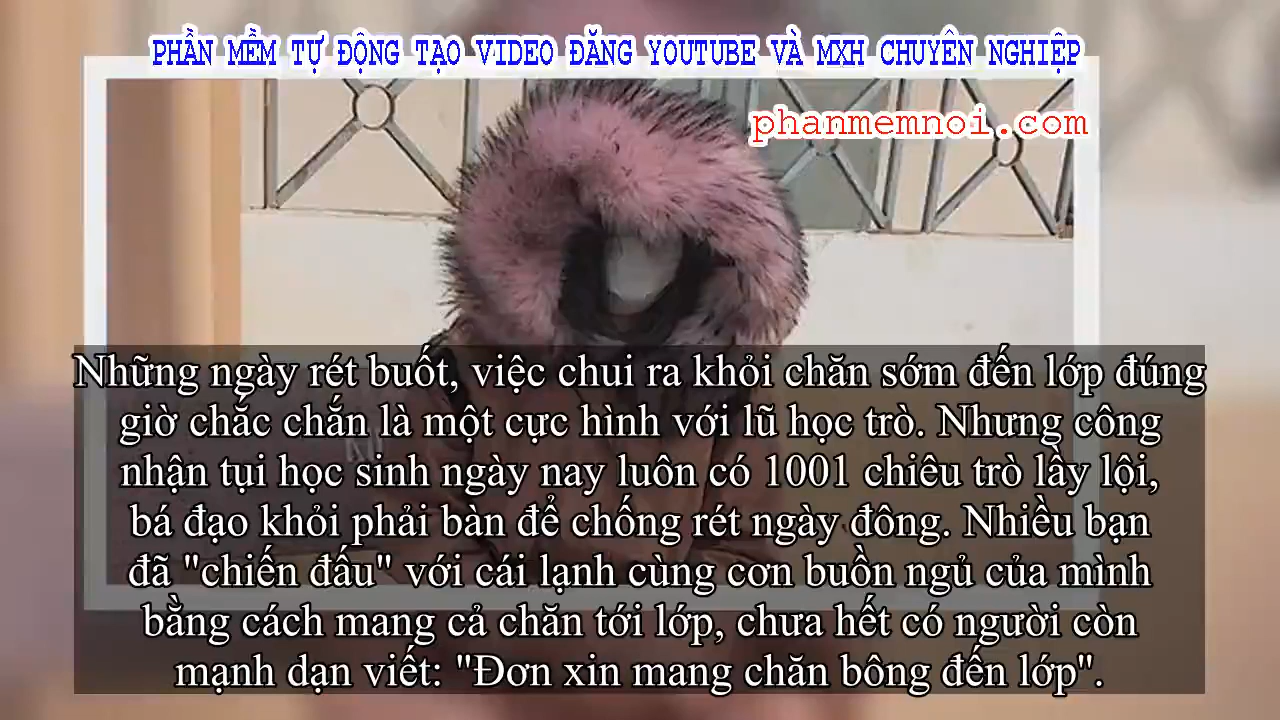 PHẦN MỀM TỰ ĐỘNG TẠO VIDEO ĐĂNG YOUTUBE VÀ MXH CHUYÊN NGHIỆP
phanmemnoi.com
Những ngày rét buốt, việc chui ra khỏi chăn sớm đến lớp đúng
giờ chắc chắn là một cực hình với lũ học trò. Nhưng công
nhận tụi học sinh ngày nay luôn có 1001 chiêu trò lầy lội,
bá đạo khỏi phải bàn để chống rét ngày đông. Nhiều bạn
đã "chiến đấu" với cái lạnh cùng cơn buồn ngủ của mình
bằng cách mang cả chăn tới lớp, chưa hết có người còn
mạnh dạn viết: "Đơn xin mang chăn bông đến lớp".